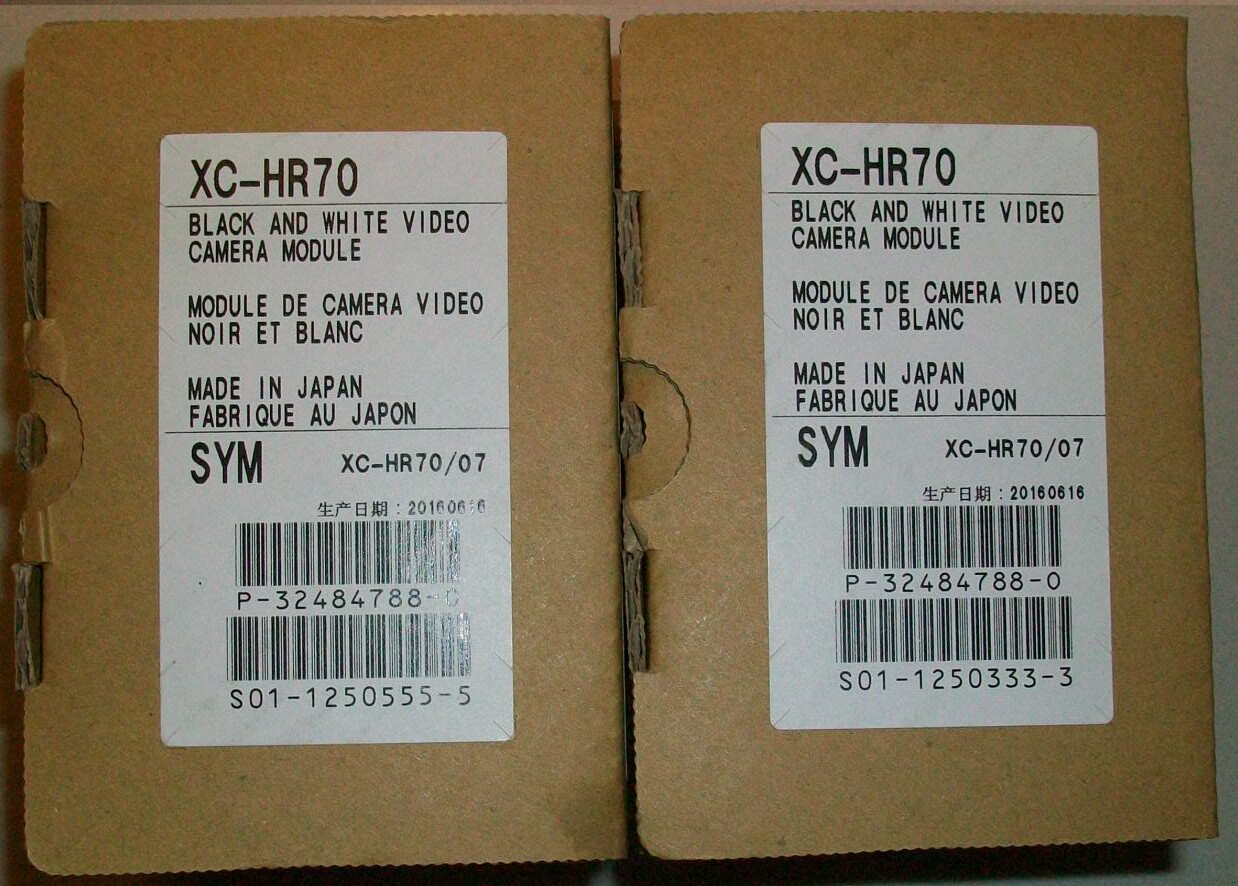 XC-HR70
BLACK AND WHITE VIDEO
CAMERA MODULE
MODULE DE CAMERA VIDEO
NOIR ET BLANC
MADE IN JAPAN
FABRIQUE AU JAPON
SYM XC-HR70/07
生产日期:20160616
P-32484788-0
S01-1250555-5
XC-HR70
BLACK AND WHITE VIDEO
CAMERA MODULE
MODULE DE CAMERA VIDEO
NOIR ET BLANC
MADE IN JAPAN
FABRIQUE AU JAPON
SYM XC-HR70/07
生产日期:20160616
P-32484788-0
S01-1250333-3